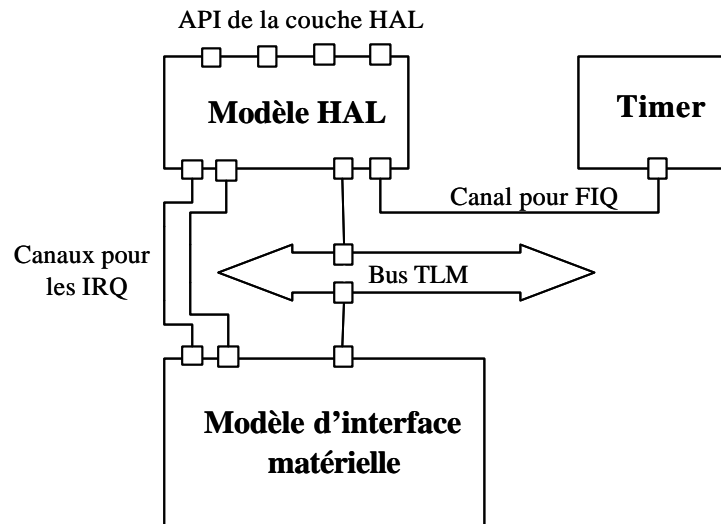 API de la couche HAL
Modèle HAL
Timer
Canal pour FIQ
Canaux pour
les IRQ
Bus TLM
Modèle d'interface
matérielle